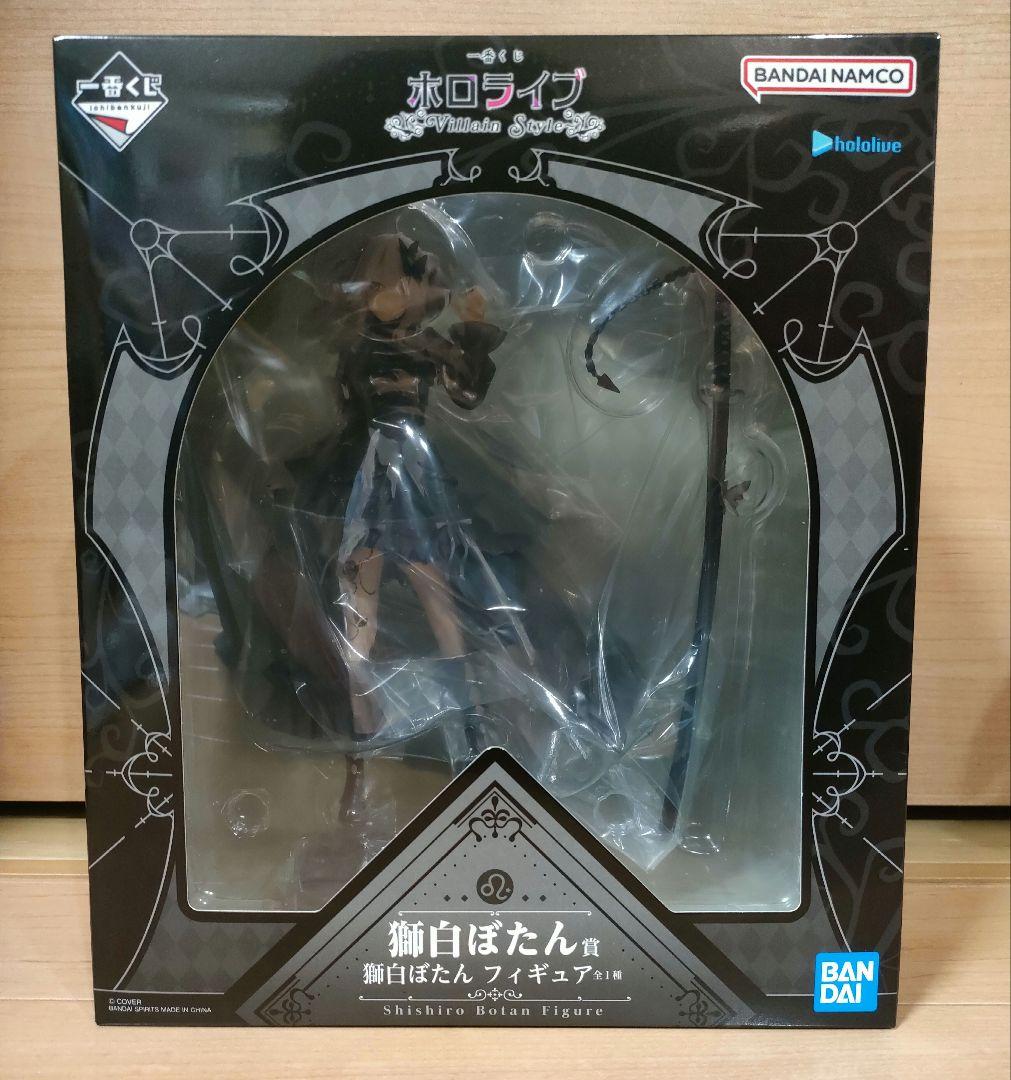 一番くじ
ichibankuji
一番くじ
ホロライブ
Villain Style
BANDAI NAMCO
hololive
獅白ぼたん賞
獅白ぼたん フィギュア全1種
Shishiro Botan Figure
© COVER
BANDAI SPIRITS MADE IN CHINA
BAN
DAI